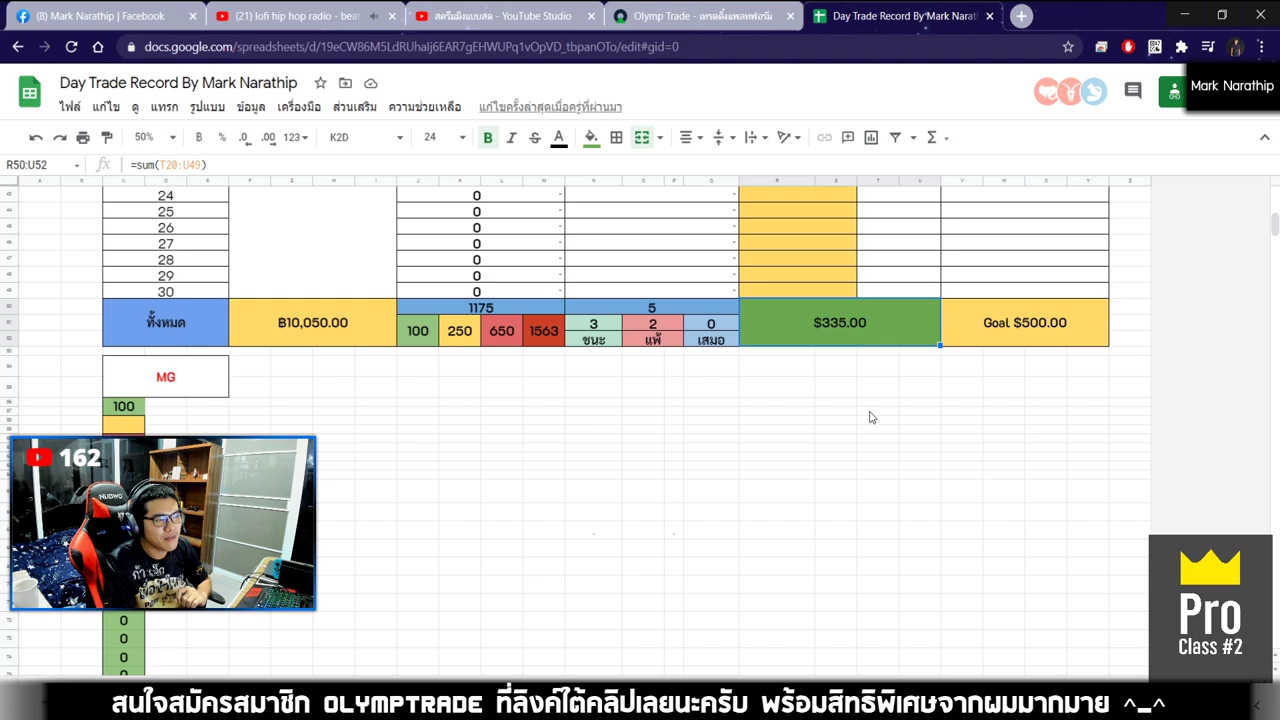 (8) Mark Narathip | Facebook
(21) lofi hip hop radio - beat
สตรีมมิงแบบสด - YouTube Studio
Olymp Trade - เทรดดิ้งแพลทฟอร์ม
Day Trade Record By Mark Narath
docs.google.com/spreadsheets/d/19eCW86M5LdRUhaIj6EAR7gEHWUPq1vOpVD_tbpanOTo/edit#gid=0
Day Trade Record By Mark Narathip
Mark Narathip
ไฟล์ แก้ไข ดู แทรก รูปแบบ ข้อมูล เครื่องมือ ส่วนเสริม ความช่วยเหลือ แก้ไขครั้งล่าสุดเมื่อครู่ที่ผ่านมา
50% ฿ % .0 .00 123 K2D 24 B I S A Σ
R50:U52 fx =sum(T20:U49)
24 0
25 0
26 0
27 0
28 0
29 0
30 0
ทั้งหมด ฿10,050.00 1175 5 $335.00 Goal $500.00
100 250 650 1563 3 2 0
ชนะ แพ้ เสมอ
MG
100
162
NUBWO
0
0
0
Pro
Class #2
สนใจสมัครสมาชิก OLYMPTRADE ที่ลิงค์ใต้คลิปเลยนะครับ พร้อมสิทธิพิเศษจากผมมากมาย ^_^